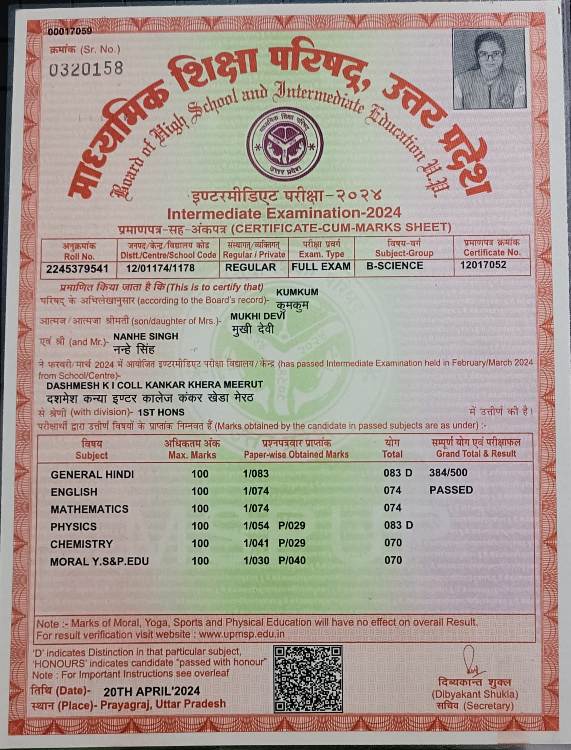 00017059
क्रमांक (Sr. No.)
0320158
माध्यमिक शिक्षा परिषद्, उत्तर प्रदेश
Board of High School and Intermediate Education U.P.
माध्यमिक शिक्षा परिषद्
उत्तर प्रदेश
इण्टरमीडिएट परीक्षा-२०२४
Intermediate Examination-2024
प्रमाणपत्र-सह-अंकपत्र (CERTIFICATE-CUM-MARKS SHEET)
अनुक्रमांक जनपद/केन्द्र/विद्यालय कोड संस्थागत/व्यक्तिगत परीक्षा प्रवर्ग विषय-वर्ग प्रमाणपत्र क्रमांक
Roll No. Distt./Centre/School Code Regular / Private Exam. Type Subject-Group Certificate No.
2245379541 12/01174/1178 REGULAR FULL EXAM B-SCIENCE 12017052
प्रमाणित किया जाता है कि(This is to certify that) KUMKUM
परिषद् के अभिलेखानुसार (according to the Board's record)- कुमकुम
MUKHI DEVI
आत्मज / आत्मजा श्रीमती (son/daughter of Mrs.)- मुखी देवी
NANHE SINGH
एवं श्री (and Mr.)- नन्हे सिंह
ने फरवरी/मार्च 2024 में आयोजित इण्टरमीडिएट परीक्षा विद्यालय/केन्द्र (has passed Intermediate Examination held in February/March 2024
from School/Centre)-
DASHMESH K I COLL KANKAR KHERA MEERUT
दशमेश कन्या इण्टर कालेज कंकर खेडा मेरठ
से श्रेणी (with division)- 1ST HONS में उत्तीर्ण की है।
परीक्षार्थी द्वारा उत्तीर्ण विषयों के प्राप्तांक निम्नवत हैं (Marks obtained by the candidate in passed subjects are as under) :-
विषय अधिकतम अंक प्रश्नपत्रवार प्राप्तांक योग सम्पूर्ण योग एवं परीक्षाफल
Subject Max. Marks Paper-wise Obtained Marks Total Grand Total & Result
GENERAL HINDI 100 1/083 083 D 384/500
ENGLISH 100 1/074 074 PASSED
MATHEMATICS 100 1/074 074
PHYSICS 100 1/054 P/029 083 D
CHEMISTRY 100 1/041 P/029 070
MORAL Y.S&P.EDU 100 1/030 P/040 070
Note :- Marks of Moral, Yoga, Sports and Physical Education will have no effect on overall Result.
For result verification visit website : www.upmsp.edu.in
'D' indicates Distinction in that particular subject,
'HONOURS' indicates candidate "passed with honour"
Note : For Important Instructions see overleaf
तिथि (Date)- 20TH APRIL'2024
स्थान (Place)- Prayagraj, Uttar Pradesh
दिब्यकान्त शुक्ल
(Dibyakant Shukla)
सचिव (Secretary)